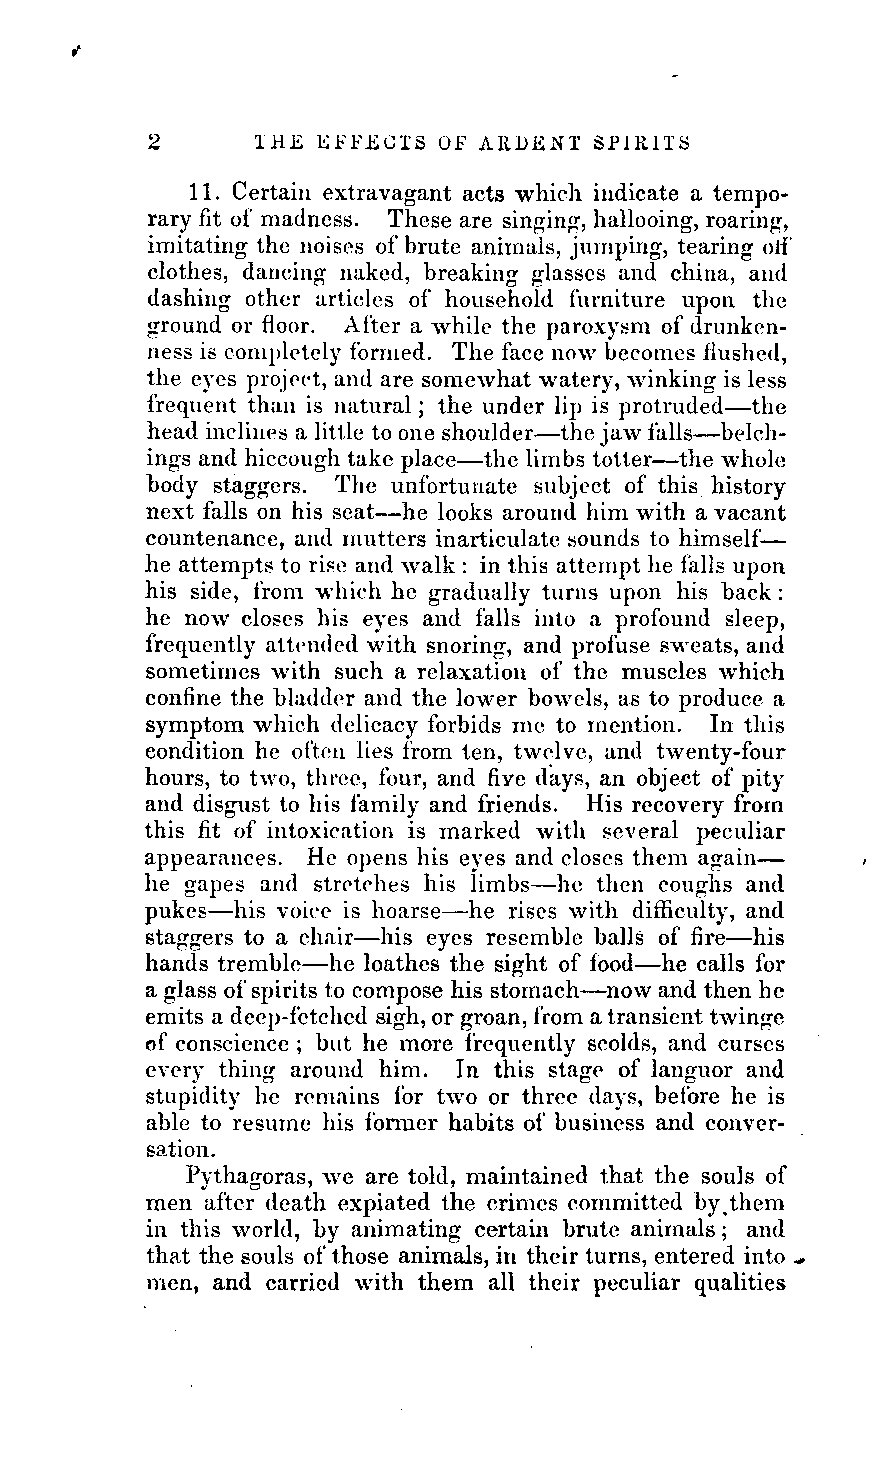 2 THE EFFECTS OF ARDENT SPIRITS
11. Certain extravagant acts which indicate a tempo-
rary fit of madness. These are singing, hallooing, roaring,
imitating the noises of brute animals, jumping, tearing off
clothes, dancing naked, breaking glasses and china, and
dashing other articles of household furniture upon the
ground or floor. After a while the paroxysm of drunken-
ness is completely formed. The face now becomes flushed,
the eyes project, and are somewhat watery, winking is less
frequent than is natural; the under lip is protruded—the
head inclines a little to one shoulder—the jaw falls—belch-
ings and hiccough take place—the limbs totter—the whole
body staggers. The unfortunate subject of this history
next falls on his seat—he looks around him with a vacant
countenance, and mutters inarticulate sounds to himself—
he attempts to rise and walk: in this attempt he falls upon
his side, from which he gradually turns upon his back:
he now closes his eyes and falls into a profound sleep,
frequently attended with snoring, and profuse sweats, and
sometimes with such a relaxation of the muscles which
confine the bladder and the lower bowels, as to produce a
symptom which delicacy forbids me to mention. In this
condition he often lies from ten, twelve, and twenty-four
hours, to two, three, four, and five days, an object of pity
and disgust to his family and friends. His recovery from
this fit of intoxication is marked with several peculiar
appearances. He opens his eyes and closes them again—
he gapes and stretches his limbs—he then coughs and
pukes—his voice is hoarse—he rises with difficulty, and
staggers to a chair—his eyes resemble balls of fire—his
hands tremble—he loathes the sight of food—he calls for
a glass of spirits to compose his stomach—now and then he
emits a deep-fetched sigh, or groan, from a transient twinge
of conscience; but he more frequently scolds, and curses
every thing around him. In this stage of languor and
stupidity he remains for two or three days, before he is
able to resume his former habits of business and conver-
sation.
Pythagoras, we are told, maintained that the souls of
men after death expiated the crimes committed by them
in this world, by animating certain brute animals; and
that the souls of those animals, in their turns, entered into
men, and carried with them all their peculiar qualities